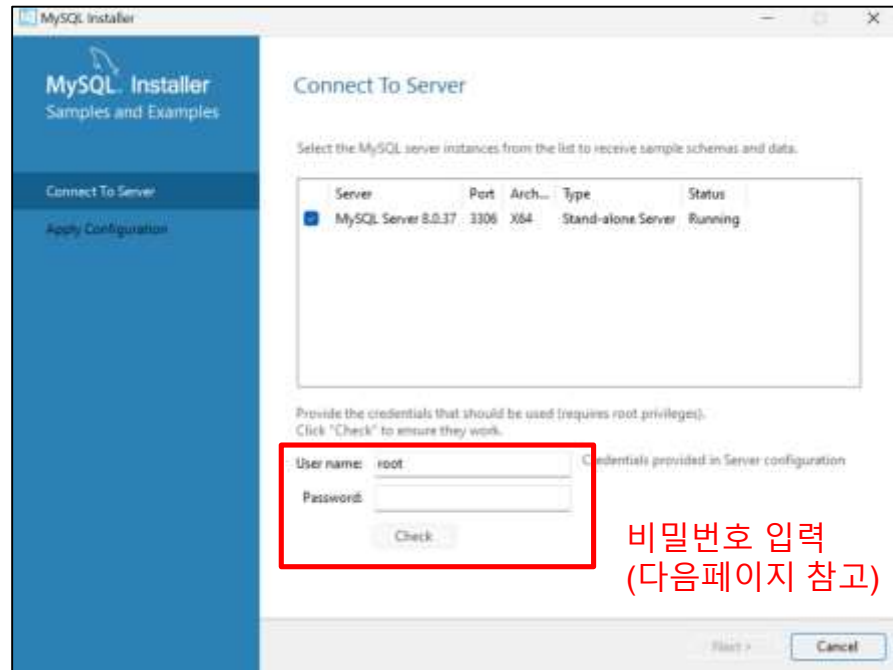 MySQL Installer
MySQL. Installer
Samples and Examples
Connect To Server
Apply Configuration
Connect To Server
Select the MySQL server instances from the list to receive sample schemas and data.
Server Port Arch... Type Status
MySQL Server 8.0.37 3306 X64 Stand-alone Server Running
Provide the credentials that should be used (requires root privileges).
Click "Check" to ensure they work.
User name: root
Credentials provided in Server configuration
Password:
Check
비밀번호 입력
(다음페이지 참고)
Next > Cancel